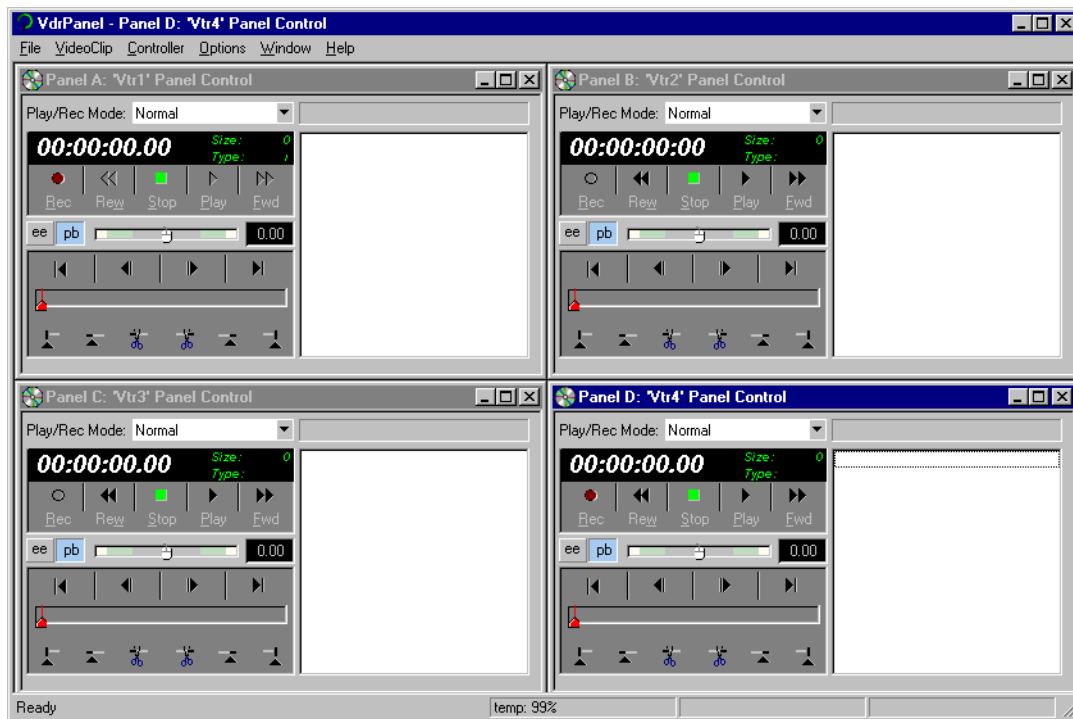 VdrPanel - Panel D: 'Vtr4' Panel Control
File VideoClip Controller Options Window Help
Panel A: 'Vtr1' Panel Control
Play/Rec Mode: Normal
00:00:00.00 Size: 0
Type:
Rec Rew Stop Play Fwd
ee pb 0.00
Panel B: 'Vtr2' Panel Control
Play/Rec Mode: Normal
00:00:00:00 Size: 0
Type:
Rec Rew Stop Play Fwd
ee pb 0.00
Panel C: 'Vtr3' Panel Control
Play/Rec Mode: Normal
00:00:00.00 Size: 0
Type:
Rec Rew Stop Play Fwd
ee pb 0.00
Panel D: 'Vtr4' Panel Control
Play/Rec Mode: Normal
00:00:00.00 Size: 0
Type:
Rec Rew Stop Play Fwd
ee pb 0.00
Ready temp: 99%